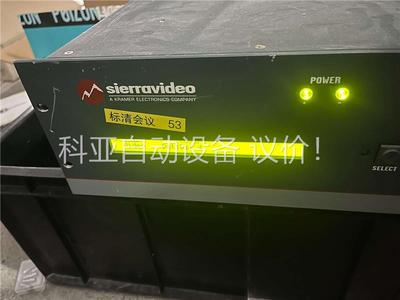 POIZON
POIZON
sierravideo
A KRAMER ELECTRONICS COMPANY
POWER
标清会议 53
科亚自动设备 议价！
SELECT